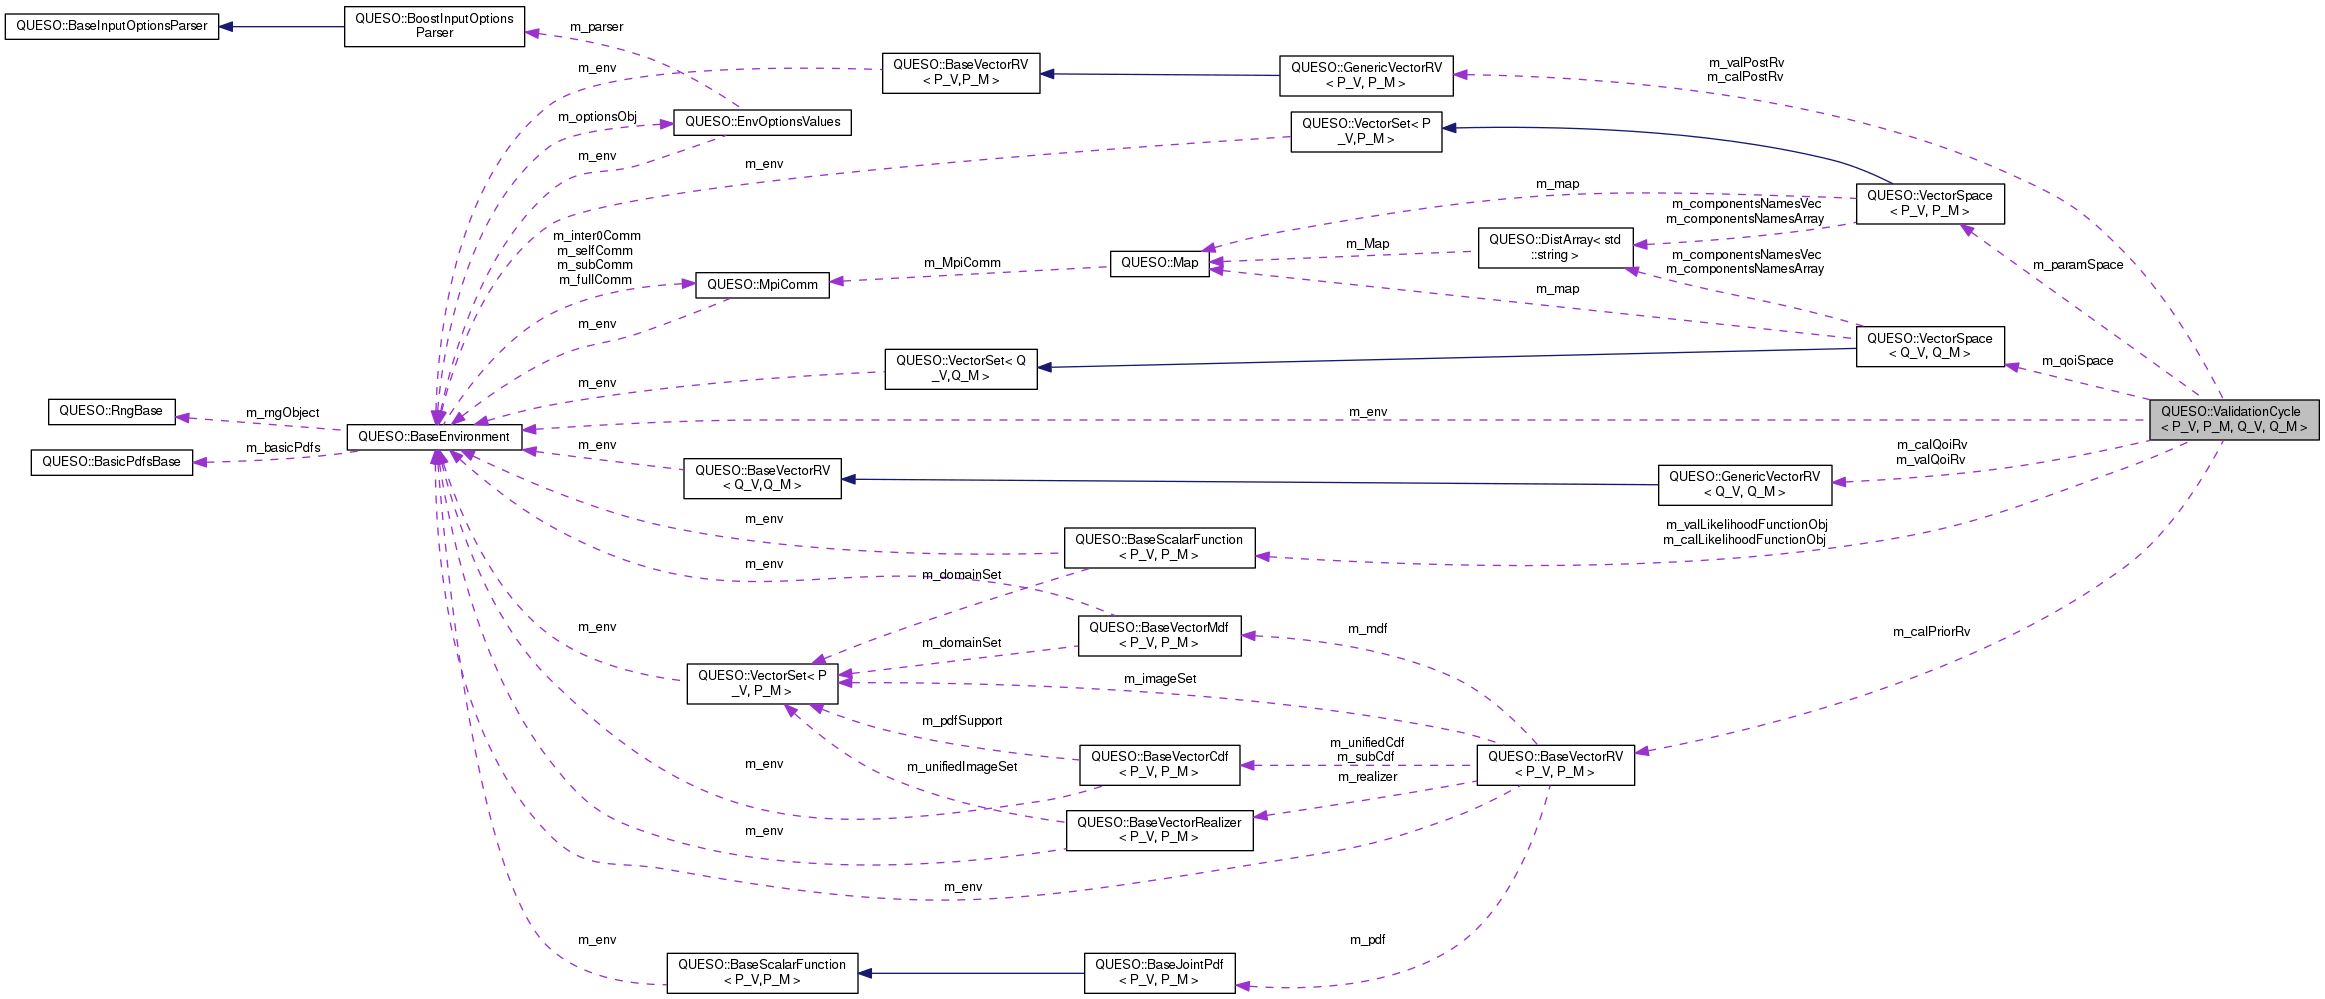 QUESO::BaseInputOptionsParser
QUESO::BoostInputOptions
Parser
m_parser
m_env
QUESO::BaseVectorRV
< P_V,P_M >
QUESO::GenericVectorRV
< P_V, P_M >
m_valPostRv
m_calPostRv
m_optionsObj
QUESO::EnvOptionsValues
QUESO::VectorSet< P
_V,P_M >
m_env
m_env
m_map
QUESO::VectorSpace
< P_V, P_M >
m_componentsNamesVec
m_componentsNamesArray
m_inter0Comm
m_selfComm
m_subComm
m_fullComm
QUESO::MpiComm
m_MpiComm
QUESO::Map
m_Map
QUESO::DistArray< std
::string >
m_componentsNamesVec
m_componentsNamesArray
m_paramSpace
m_map
m_env
QUESO::VectorSpace
< Q_V, Q_M >
m_qoiSpace
QUESO::VectorSet< Q
_V,Q_M >
m_env
QUESO::RngBase
m_rngObject
m_env
QUESO::ValidationCycle
< P_V, P_M, Q_V, Q_M >
QUESO::BaseEnvironment
QUESO::BasicPdfsBase
m_basicPdfs
m_env
QUESO::BaseVectorRV
< Q_V,Q_M >
QUESO::GenericVectorRV
< Q_V, Q_M >
m_calQoiRv
m_valQoiRv
m_env
QUESO::BaseScalarFunction
< P_V, P_M >
m_valLikelihoodFunctionObj
m_calLikelihoodFunctionObj
m_env
m_domainSet
m_env
QUESO::BaseVectorMdf
< P_V, P_M >
m_mdf
m_calPriorRv
m_domainSet
QUESO::VectorSet< P
_V, P_M >
m_imageSet
m_pdfSupport
QUESO::BaseVectorCdf
< P_V, P_M >
m_unifiedCdf
m_subCdf
QUESO::BaseVectorRV
< P_V, P_M >
m_env
m_unifiedImageSet
m_realizer
QUESO::BaseVectorRealizer
< P_V, P_M >
m_env
m_env
m_env
QUESO::BaseScalarFunction
< P_V,P_M >
QUESO::BaseJointPdf
< P_V, P_M >
m_pdf